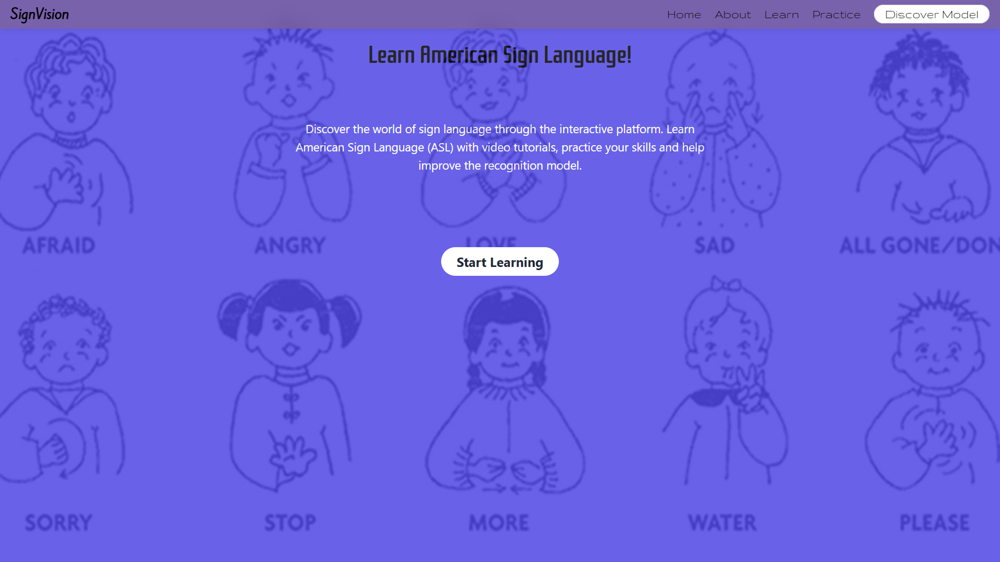 SignVision
Home About Learn Practice Discover Model
Learn American Sign Language!
Discover the world of sign language through the interactive platform. Learn
American Sign Language (ASL) with video tutorials, practice your skills and help
improve the recognition model.
AFRAID ANGRY LOVE SAD ALL GONE/DON
Start Learning
SORRY STOP MORE WATER PLEASE